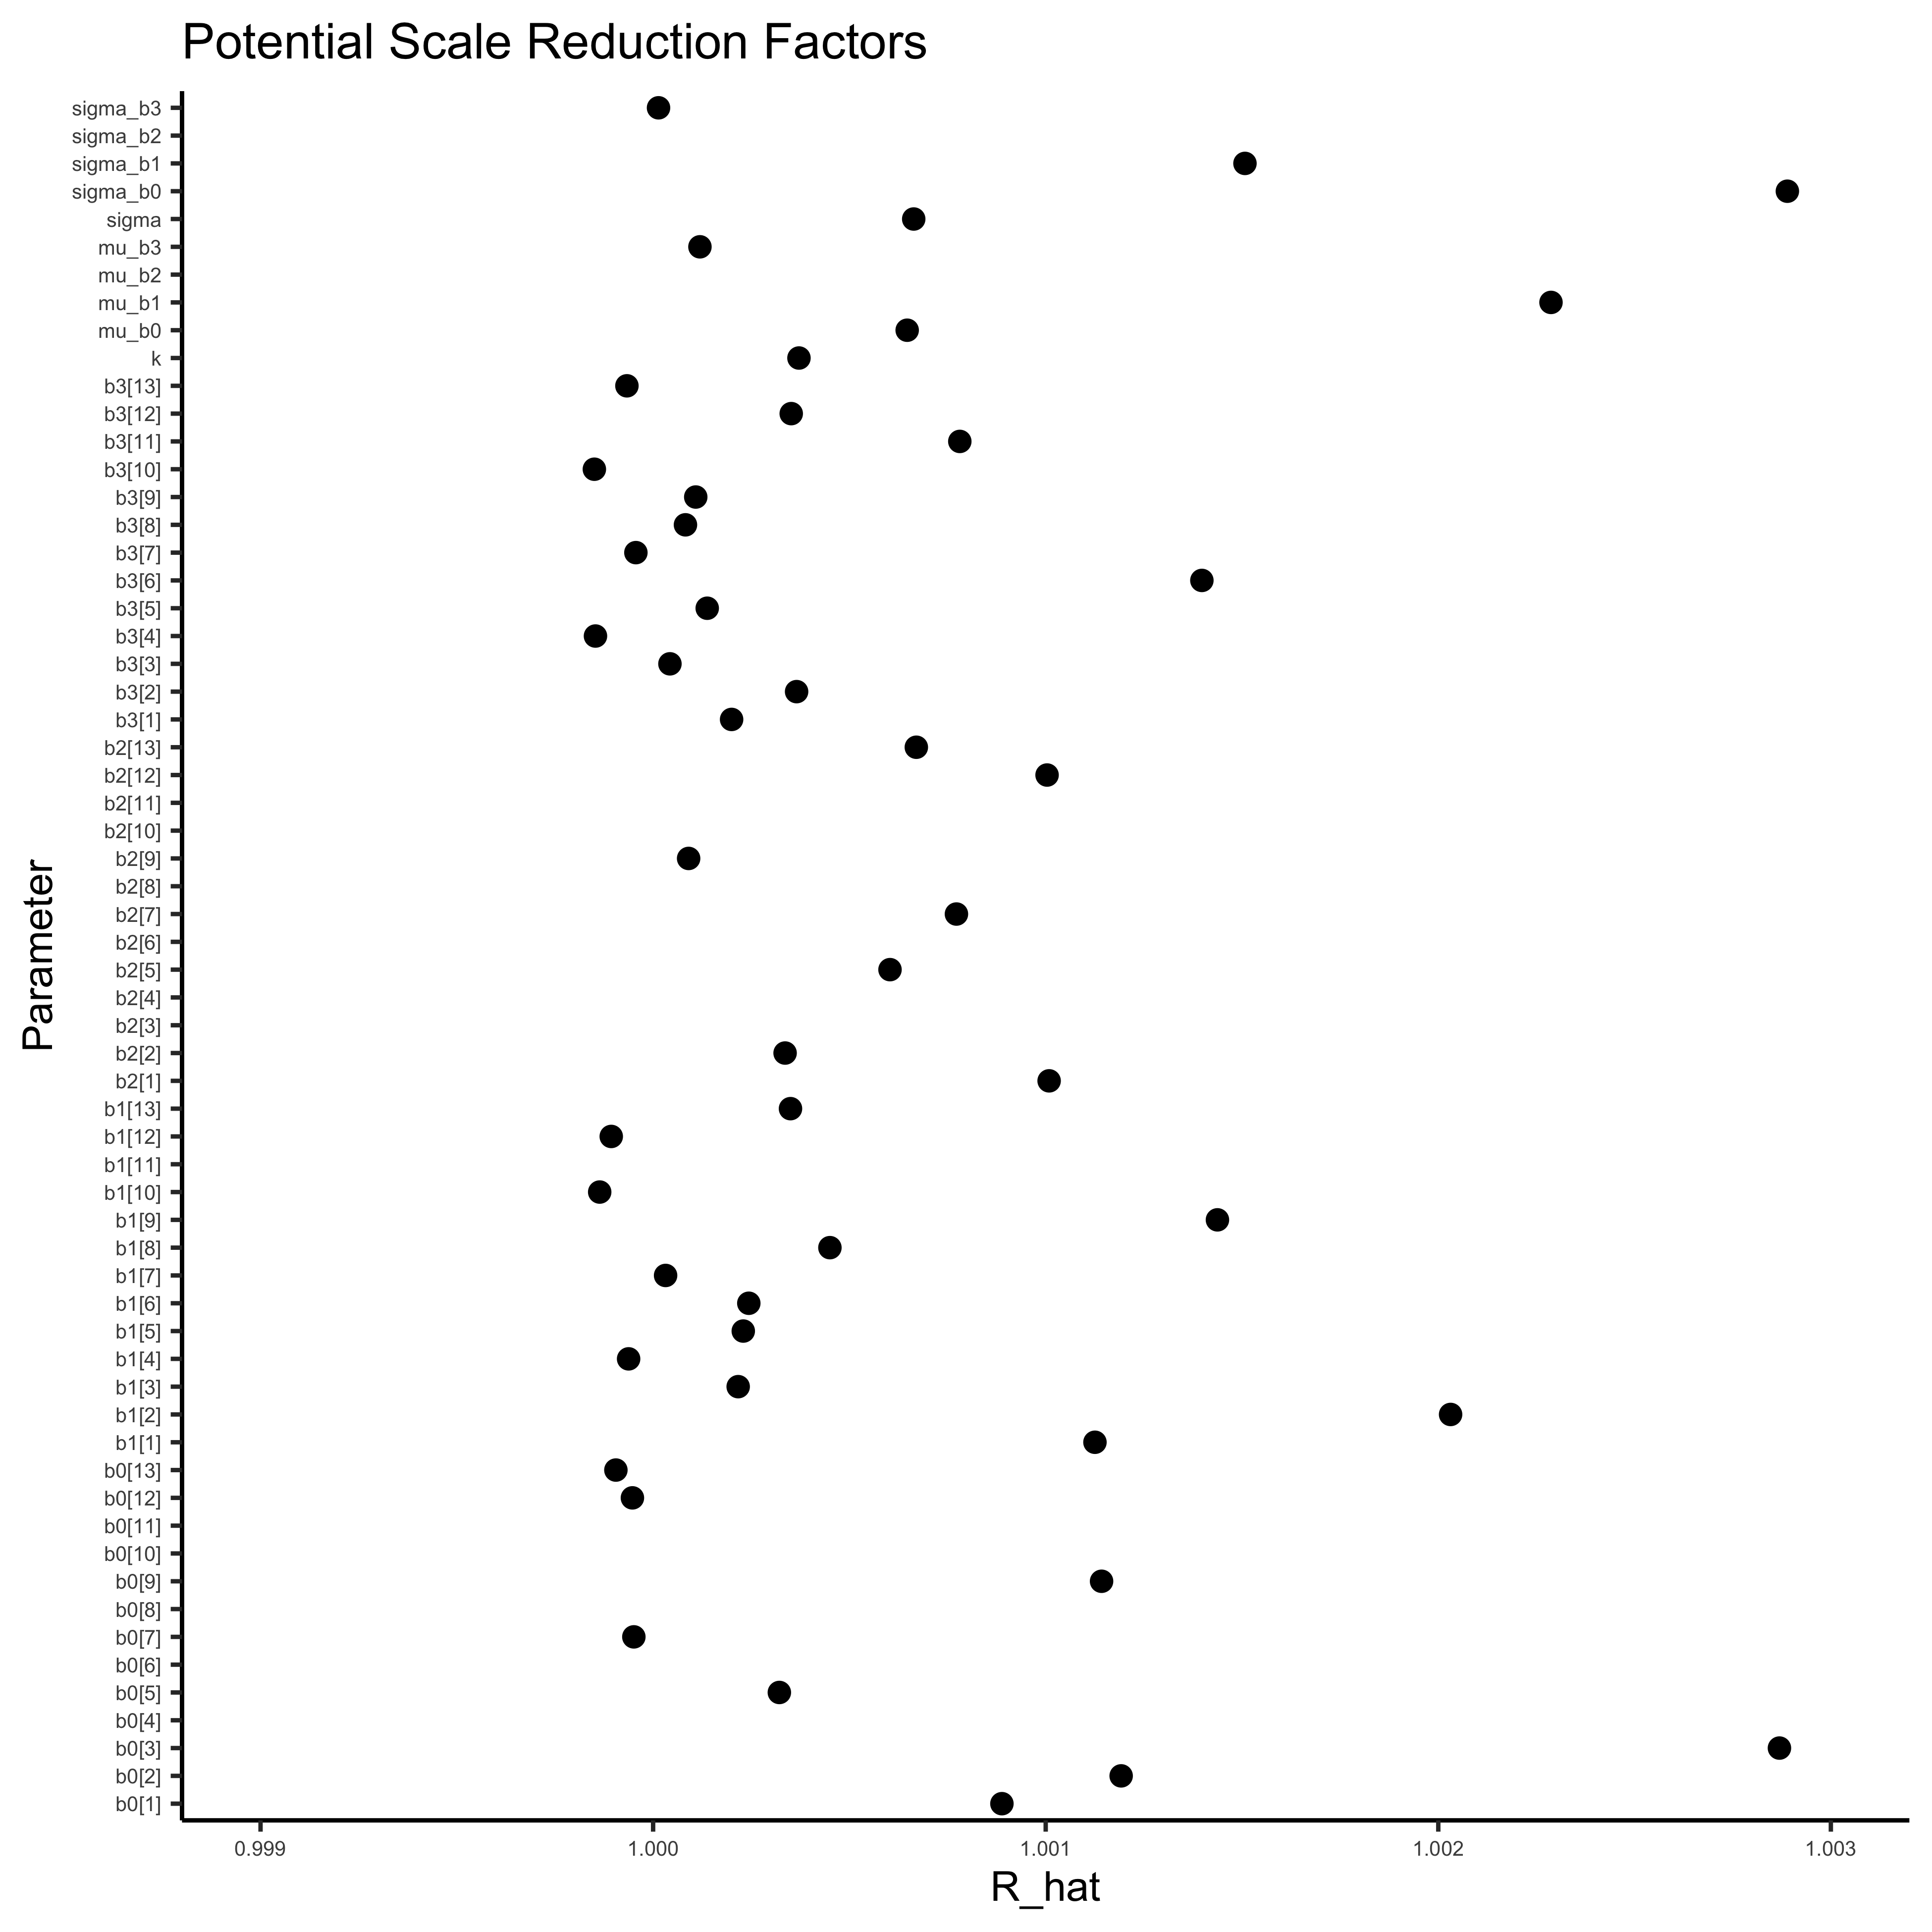 Potential Scale Reduction Factors
sigma_b3
sigma_b2
sigma_b1
sigma_b0
sigma
mu_b3
mu_b2
mu_b1
mu_b0
k
b3[13]
b3[12]
b3[11]
b3[10]
b3[9]
b3[8]
b3[7]
b3[6]
b3[5]
b3[4]
b3[3]
b3[2]
b3[1]
b2[13]
b2[12]
b2[11]
b2[10]
b2[9]
b2[8]
b2[7]
b2[6]
b2[5]
b2[4]
b2[3]
b2[2]
b2[1]
b1[13]
b1[12]
b1[11]
b1[10]
b1[9]
b1[8]
b1[7]
b1[6]
b1[5]
b1[4]
b1[3]
b1[2]
b1[1]
b0[13]
b0[12]
b0[11]
b0[10]
b0[9]
b0[8]
b0[7]
b0[6]
b0[5]
b0[4]
b0[3]
b0[2]
b0[1]
Parameter
0.999 1.000 1.001 1.002 1.003
R_hat